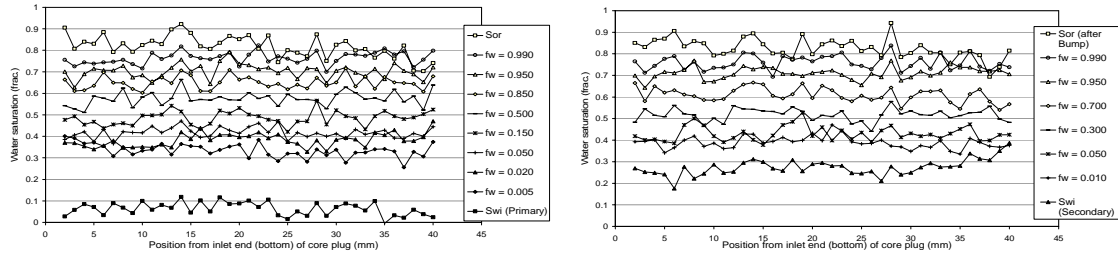 Water saturation (frac.)
1
0.9
0.8
0.7
0.6
0.5
0.4
0.3
0.2
0.1
0
0 5 10 15 20 25 30 35 40 45
Position from inlet end (bottom) of core plug (mm)
Sor
fw = 0.990
fw = 0.950
fw = 0.850
fw = 0.500
fw = 0.150
fw = 0.050
fw = 0.020
fw = 0.005
Swi (Primary)
Water saturation (frac.)
1
0.9
0.8
0.7
0.6
0.5
0.4
0.3
0.2
0.1
0
0 5 10 15 20 25 30 35 40 45
Position from inlet end (bottom) of core plug (mm)
Sor (after
Bump)
fw = 0.990
fw = 0.950
fw = 0.700
fw = 0.300
fw = 0.050
fw = 0.010
Swi
(Secondary)